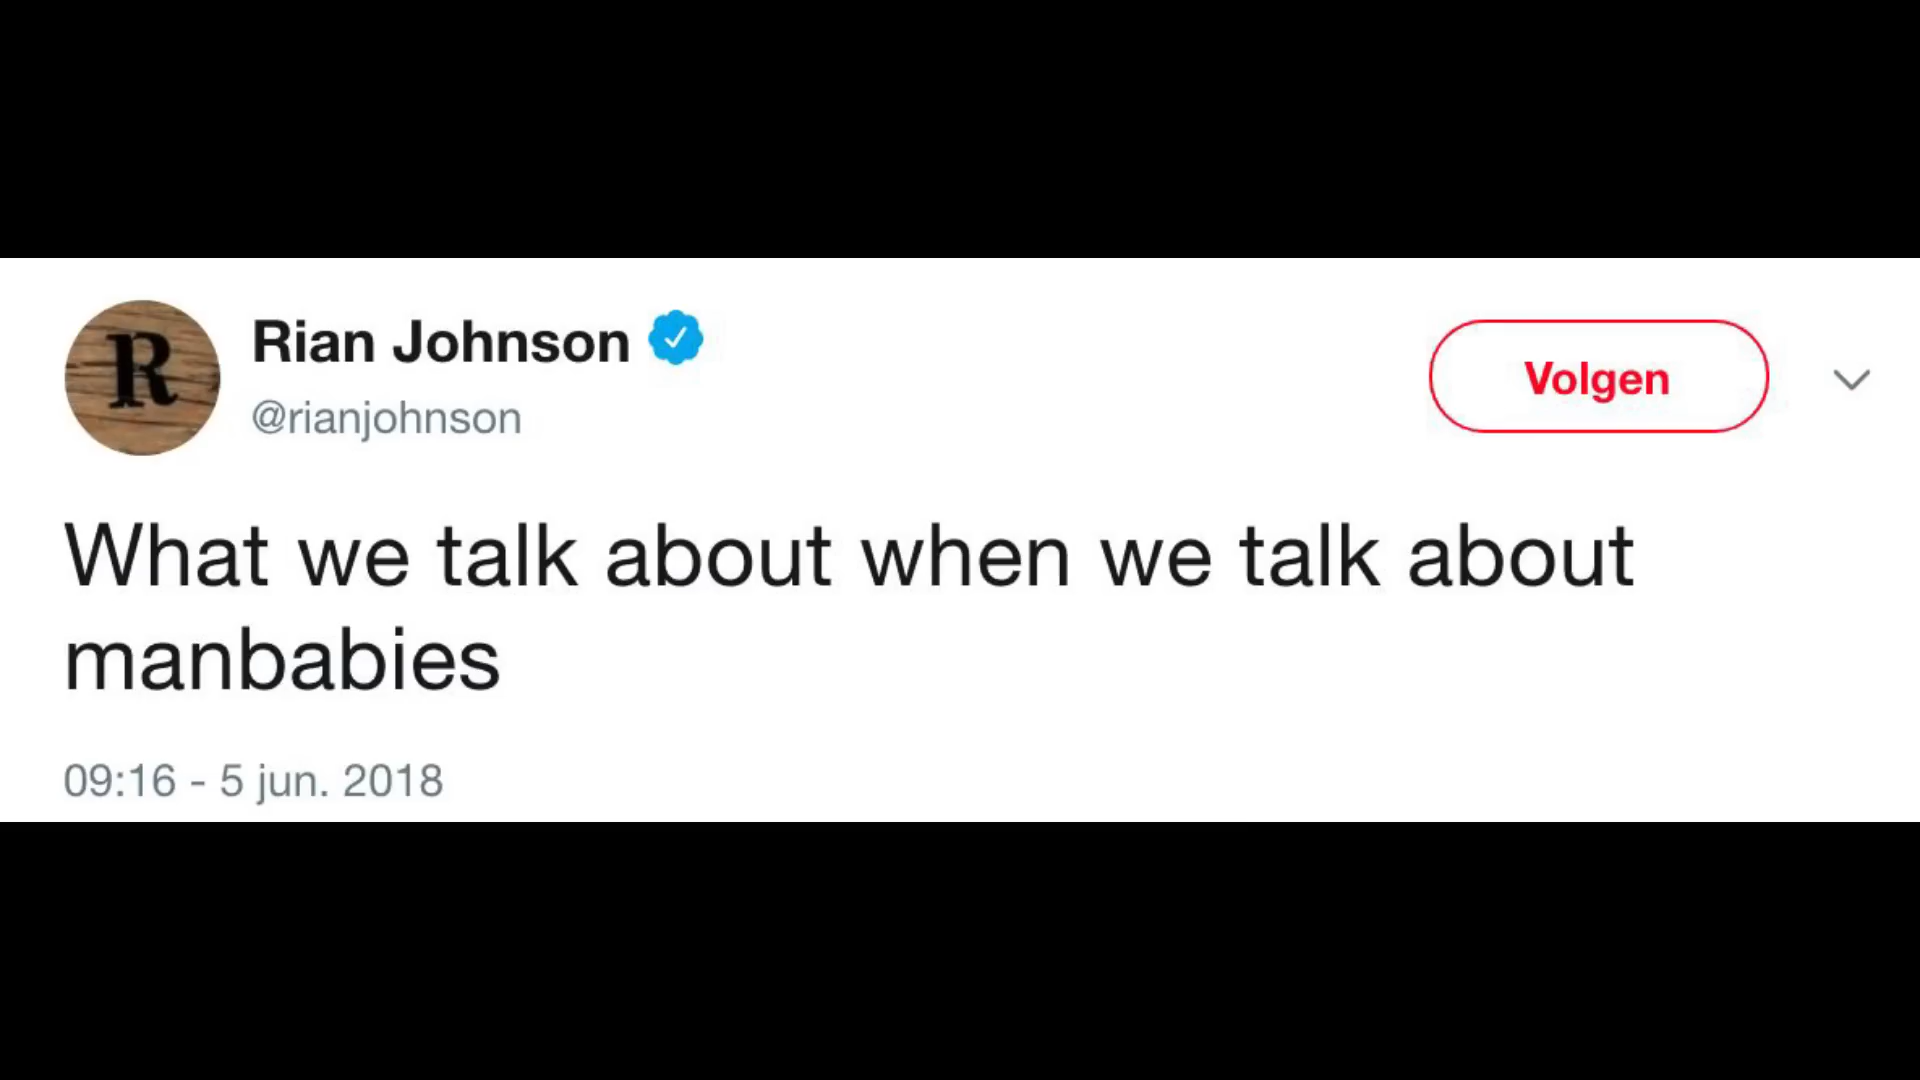 R
Rian Johnson
@rianjohnson
Volgen
What we talk about when we talk about
manbabies
09:16 - 5 jun. 2018